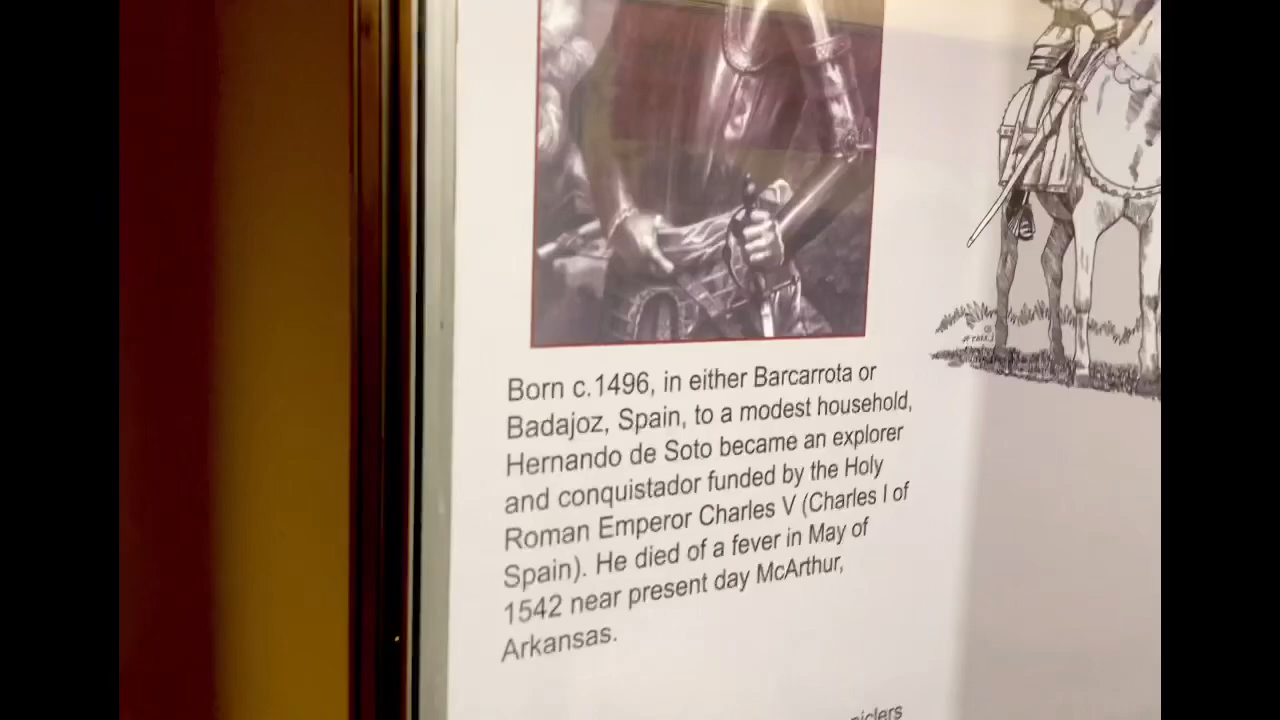 Born c.1496, in either Barcarrota or
Badajoz, Spain, to a modest household,
Hernando de Soto became an explorer
and conquistador funded by the Holy
Roman Emperor Charles V (Charles I of
Spain). He died of a fever in May of
1542 near present day McArthur,
Arkansas.